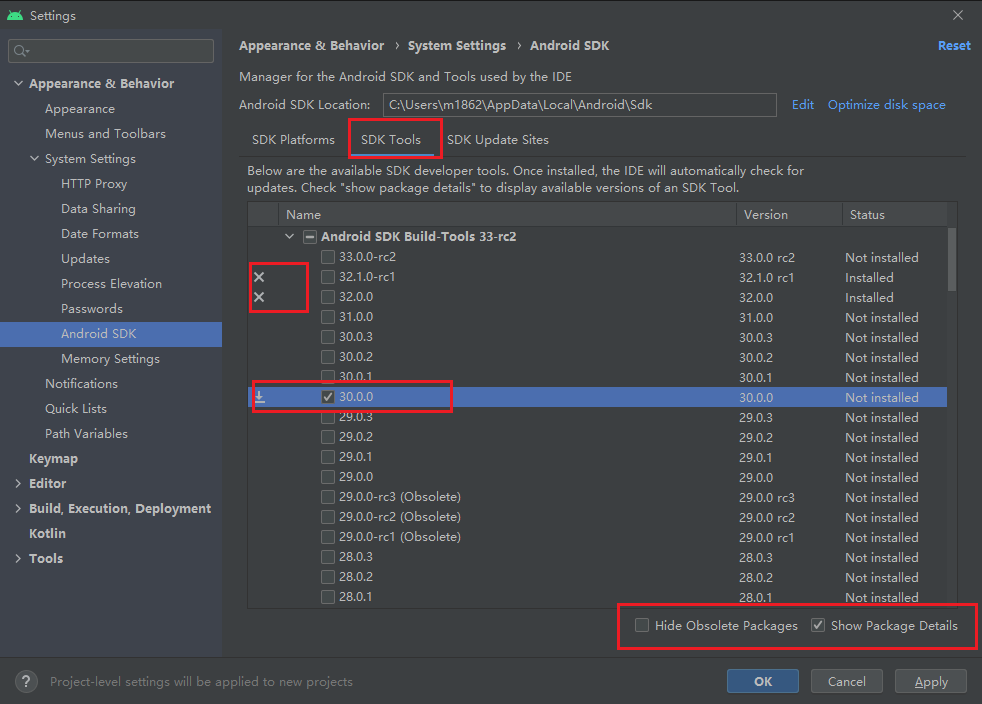 Settings
Appearance & Behavior › System Settings › Android SDK
Reset
Manager for the Android SDK and Tools used by the IDE
Android SDK Location: C:\Users\m1862\AppData\Local\Android\Sdk Edit Optimize disk space
SDK Platforms SDK Tools SDK Update Sites
Below are the available SDK developer tools. Once installed, the IDE will automatically check for
updates. Check "show package details" to display available versions of an SDK Tool.
Appearance & Behavior
Appearance
Menus and Toolbars
System Settings
HTTP Proxy
Data Sharing
Date Formats
Updates
Process Elevation
Passwords
Android SDK
Memory Settings
Notifications
Quick Lists
Path Variables
Keymap
Editor
Build, Execution, Deployment
Kotlin
Tools
Name Version Status
Android SDK Build-Tools 33-rc2
33.0.0-rc2 33.0.0 rc2 Not installed
32.1.0-rc1 32.1.0 rc1 Installed
32.0.0 32.0.0 Installed
31.0.0 31.0.0 Not installed
30.0.3 30.0.3 Not installed
30.0.2 30.0.2 Not installed
30.0.1 30.0.1 Not installed
30.0.0 30.0.0 Not installed
29.0.3 29.0.3 Not installed
29.0.2 29.0.2 Not installed
29.0.1 29.0.1 Not installed
29.0.0 29.0.0 Not installed
29.0.0-rc3 (Obsolete) 29.0.0 rc3 Not installed
29.0.0-rc2 (Obsolete) 29.0.0 rc2 Not installed
29.0.0-rc1 (Obsolete) 29.0.0 rc1 Not installed
28.0.3 28.0.3 Not installed
28.0.2 28.0.2 Not installed
28.0.1 28.0.1 Not installed
Hide Obsolete Packages Show Package Details
? Project-level settings will be applied to new projects
OK Cancel Apply